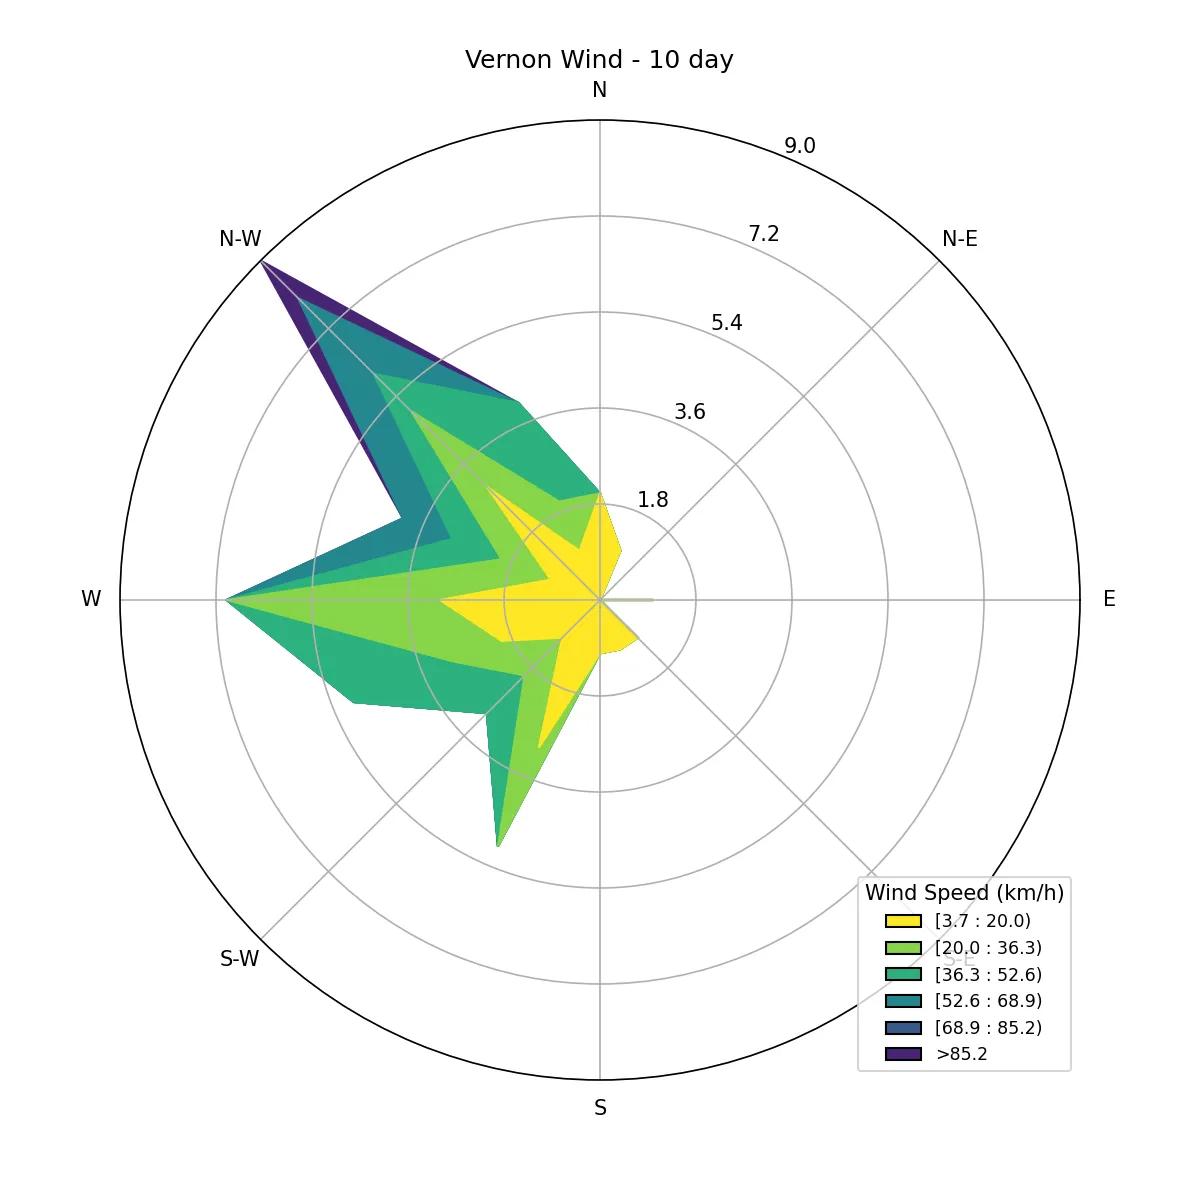 Vernon Wind - 10 day
N
9.0
N-W
N-E
7.2
5.4
3.6
1.8
W
E
S-W
S-E
S
Wind Speed (km/h)
[3.7 : 20.0)
[20.0 : 36.3)
[36.3 : 52.6)
[52.6 : 68.9)
[68.9 : 85.2)
>85.2